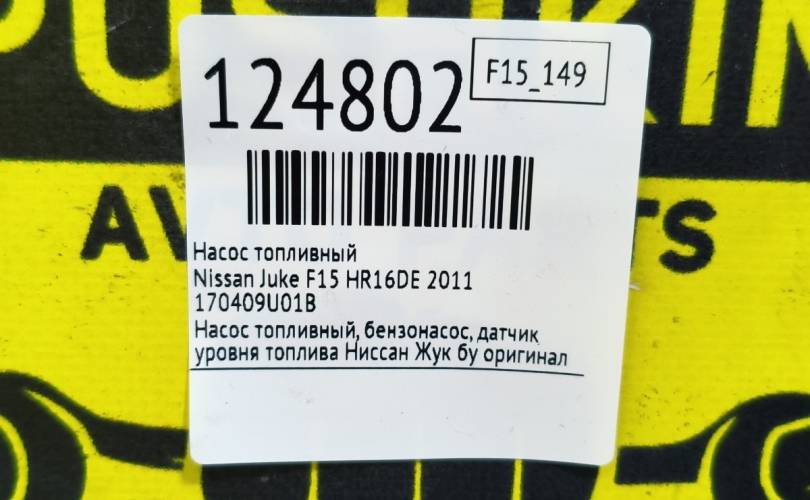 124802
F15_149
Насос топливный
Nissan Juke F15 HR16DE 2011
170409U01B
Насос топливный, бензонасос, датчик
уровня топлива Ниссан Жук бу оригинал